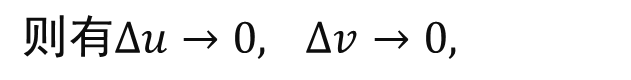 则有Δu → 0, Δv → 0,